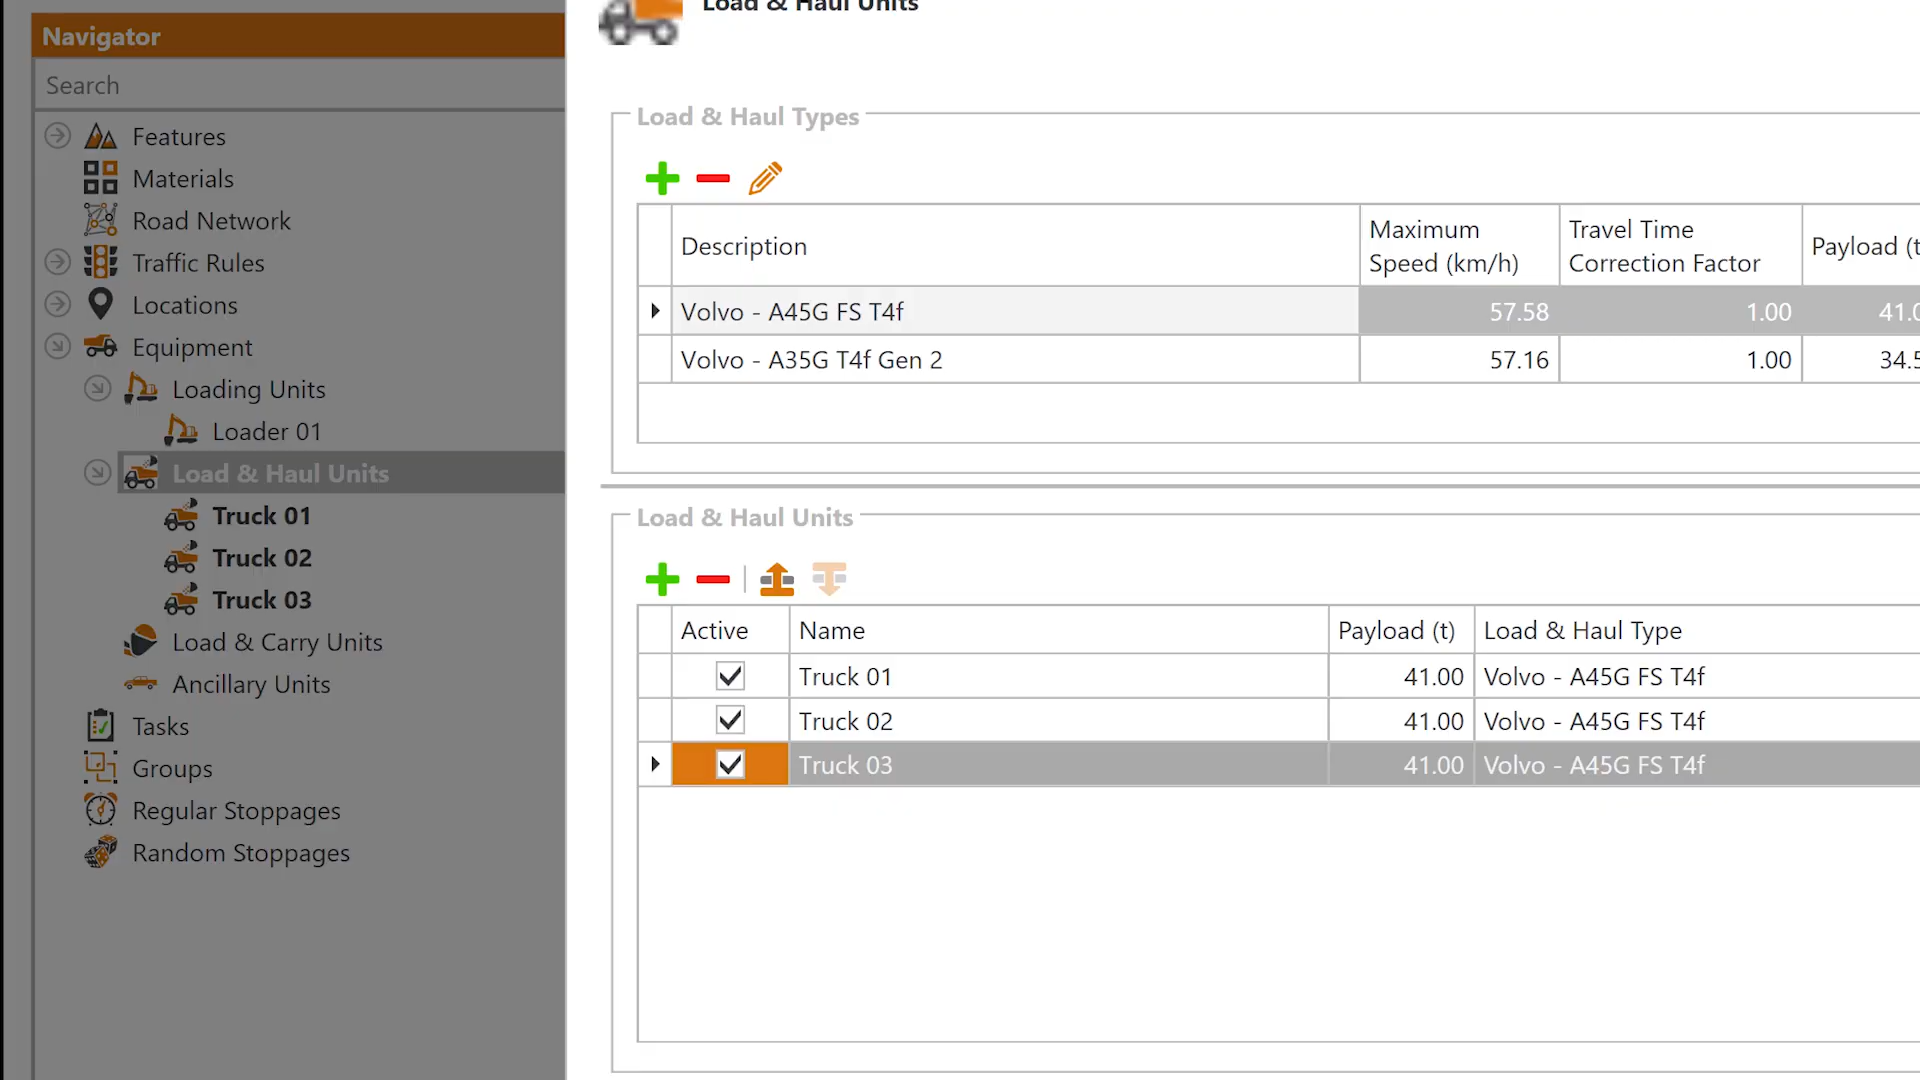 Navigator
Search
Features
Materials
Road Network
Traffic Rules
Locations
Equipment
Loading Units
Loader 01
Load & Haul Units
Truck 01
Truck 02
Truck 03
Load & Carry Units
Ancillary Units
Tasks
Groups
Regular Stoppages
Random Stoppages
Load & Haul Units
Load & Haul Types
Description
Maximum
Speed (km/h)
Travel Time
Correction Factor
Payload (t
Volvo - A45G FS T4f 57.58 1.00 41.0
Volvo - A35G T4f Gen 2 57.16 1.00 34.5
Load & Haul Units
Active Name Payload (t) Load & Haul Type
Truck 01 41.00 Volvo - A45G FS T4f
Truck 02 41.00 Volvo - A45G FS T4f
Truck 03 41.00 Volvo - A45G FS T4f